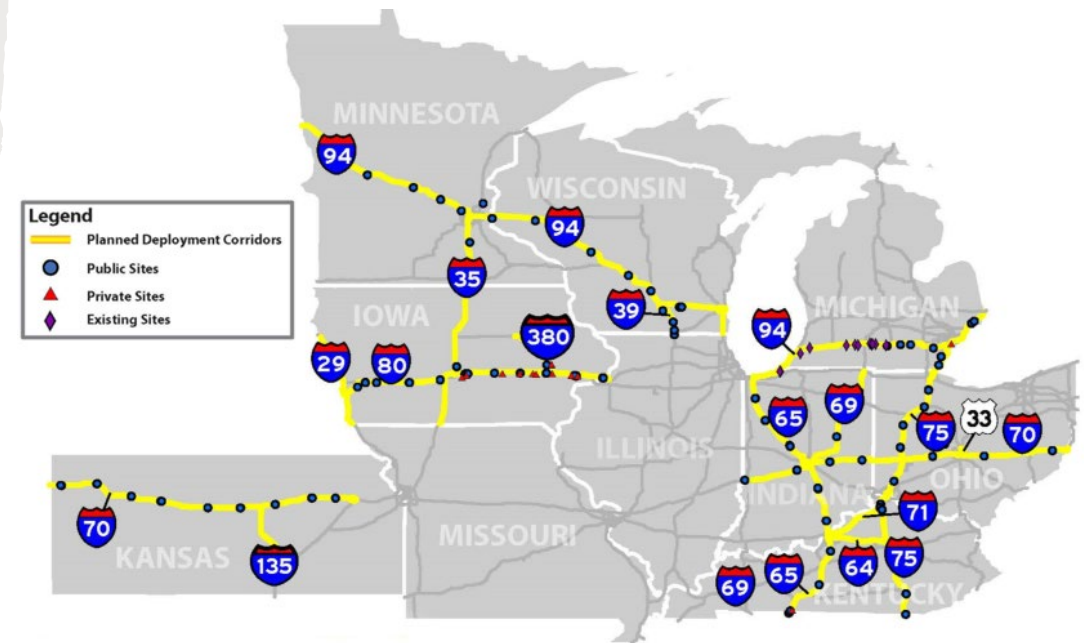 MINNESOTA
94
WISCONSIN
94
Legend
Planned Deployment Corridors
Public Sites
Private Sites
Existing Sites
35
39
MICHIGAN
94
IOWA
380
29
80
65
69
75
33
70
ILLINOIS
INDIANA
OHIO
70
KANSAS
135
MISSOURI
71
69
65
64
75
KENTUCKY